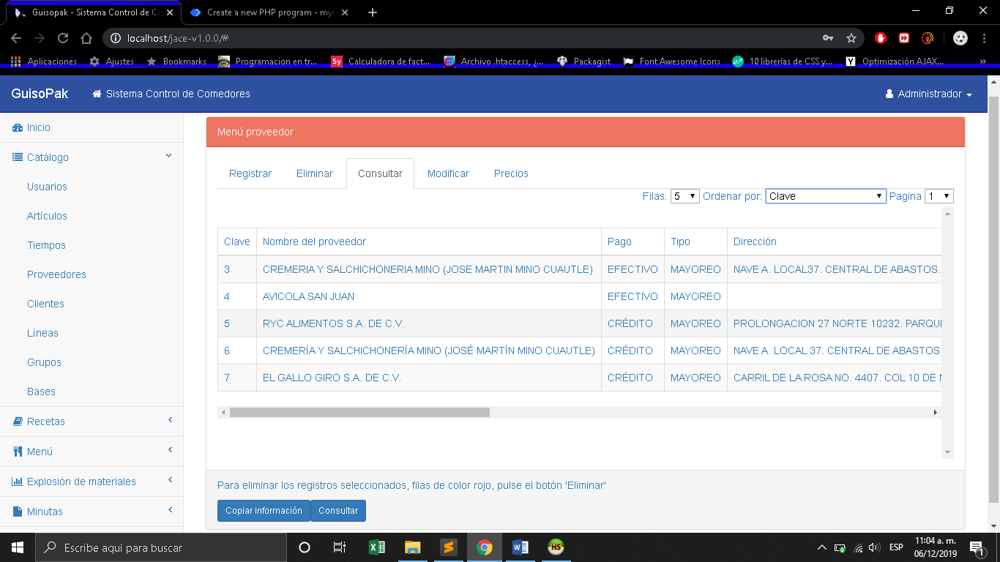 Guisopak - Sistema Control de Co
Create a new PHP program - my
localhost/jace-v1.0.0/#
Aplicaciones
Ajustes
Bookmarks
Programacion en tr...
Sy
Calculadora de fact...
Archivo .htaccess, ¿...
Packagist
Font Awesome Icons
10 librerías de CSS y...
Y
Optimización AJAX...
»
GuisoPak
Sistema Control de Comedores
Administrador
Inicio
Catálogo
Usuarios
Artículos
Tiempos
Proveedores
Clientes
Líneas
Grupos
Bases
Recetas
Menú
Explosión de materiales
Minutas
Menú proveedor
Registrar Eliminar Consultar Modificar Precios
Filas: 5 Ordenar por: Clave Pagina 1
Clave Nombre del proveedor Pago Tipo Dirección
3 CREMERIA Y SALCHICHONERIA MINO (JOSE MARTIN MINO CUAUTLE) EFECTIVO MAYOREO NAVE A. LOCAL37. CENTRAL DE ABASTOS.
4 AVICOLA SAN JUAN EFECTIVO MAYOREO
5 RYC ALIMENTOS S.A. DE C.V. CRÉDITO MAYOREO PROLONGACION 27 NORTE 10232. PARQU
6 CREMERÍA Y SALCHICHONERÍA MINO (JOSÉ MARTÍN MINO CUAUTLE) CRÉDITO MAYOREO NAVE A. LOCAL 37. CENTRAL DE ABASTOS
7 EL GALLO GIRO S.A. DE C.V. CRÉDITO MAYOREO CARRIL DE LA ROSA NO. 4407. COL 10 DE
Para eliminar los registros seleccionados, filas de color rojo, pulse el botón 'Eliminar'
Copiar información Consultar
Escribe aquí para buscar
HS
ESP
11:04 a. m.
06/12/2019
1